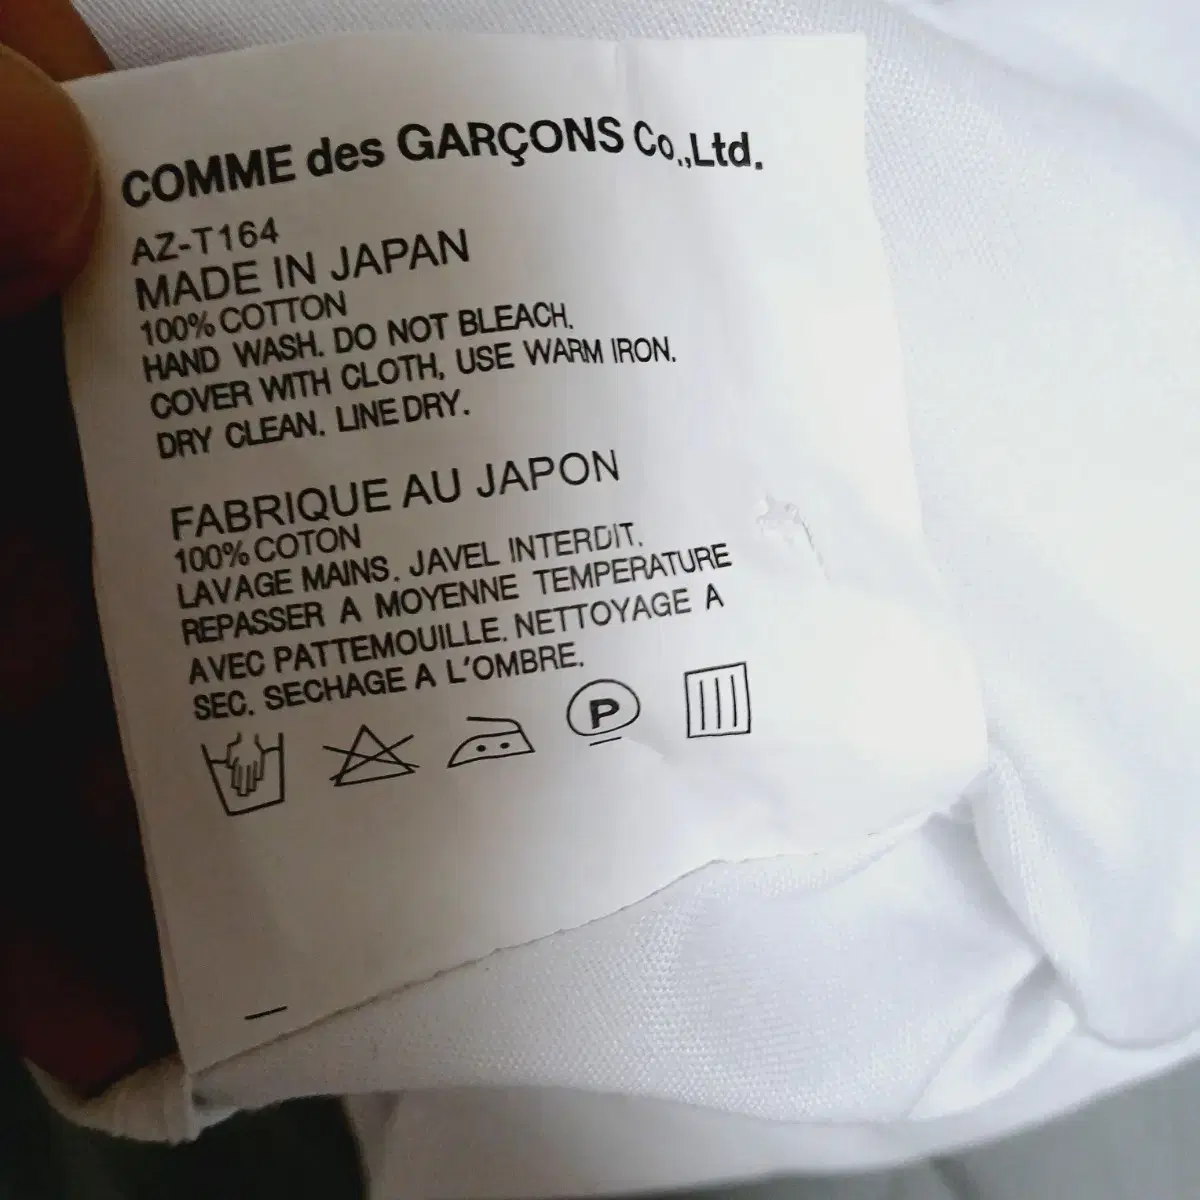 COMME des GARÇONS Co.,Ltd.
AZ-T164
MADE IN JAPAN
100% COTTON
HAND WASH. DO NOT BLEACH.
COVER WITH CLOTH, USE WARM IRON.
DRY CLEAN. LINE DRY.
FABRIQUE AU JAPON
100% COTON
LAVAGE MAINS. JAVEL INTERDIT.
REPASSER A MOYENNE TEMPERATURE
AVEC PATTEMOUILLE. NETTOYAGE A
SEC. SECHAGE A L'OMBRE.
P